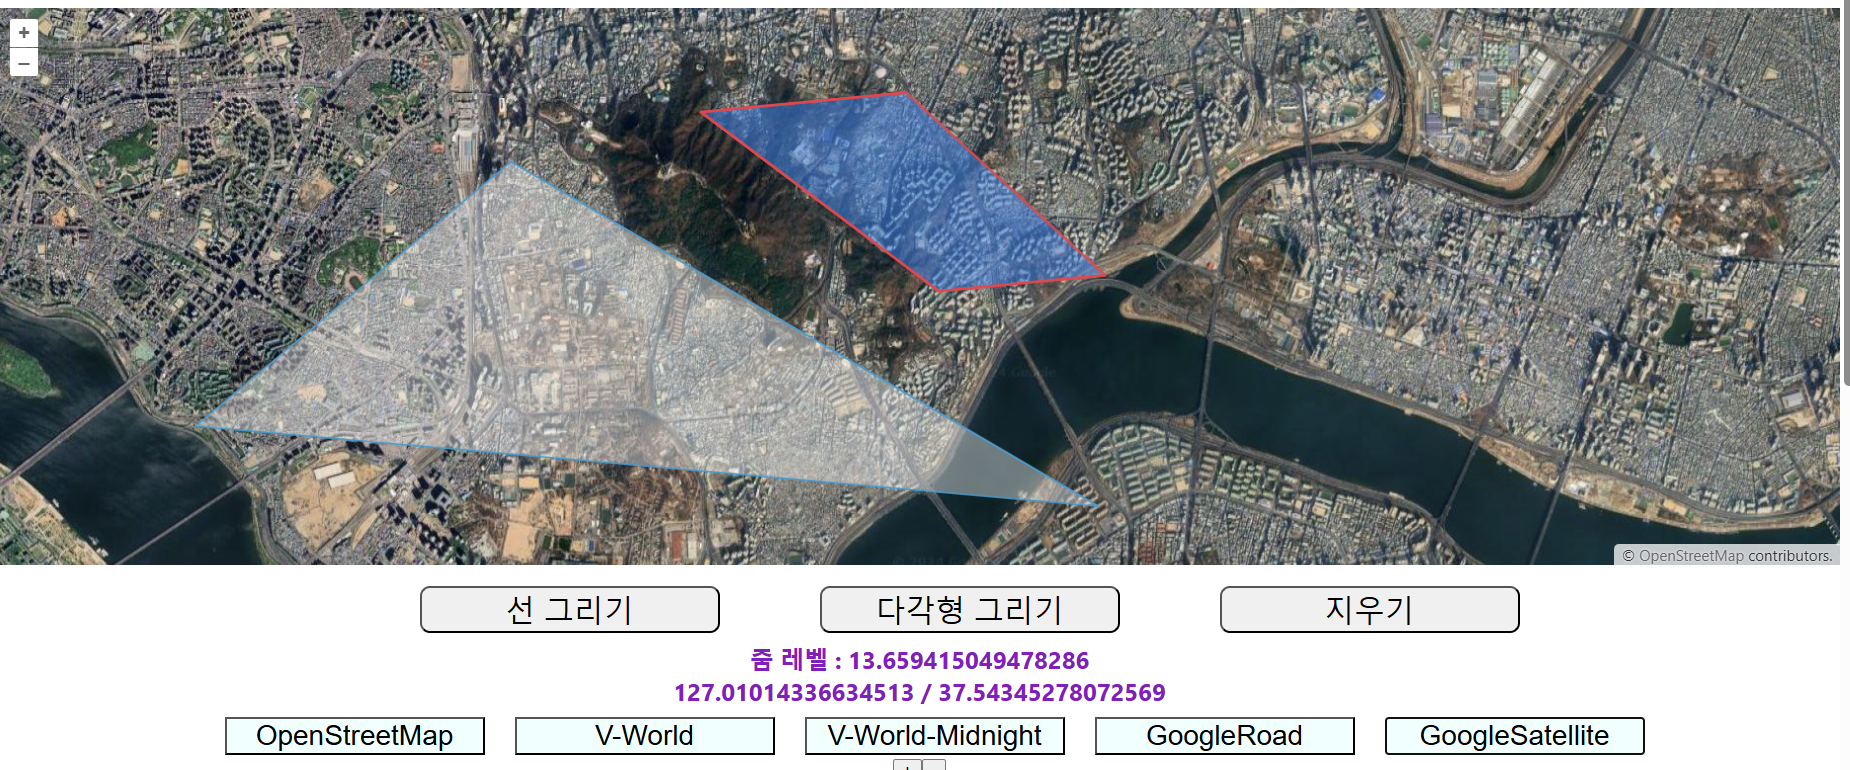 +
−
© OpenStreetMap contributors.
선 그리기
다각형 그리기
지우기
줌 레벨 : 13.659415049478286
127.01014336634513 / 37.54345278072569
OpenStreetMap
V-World
V-World-Midnight
GoogleRoad
GoogleSatellite